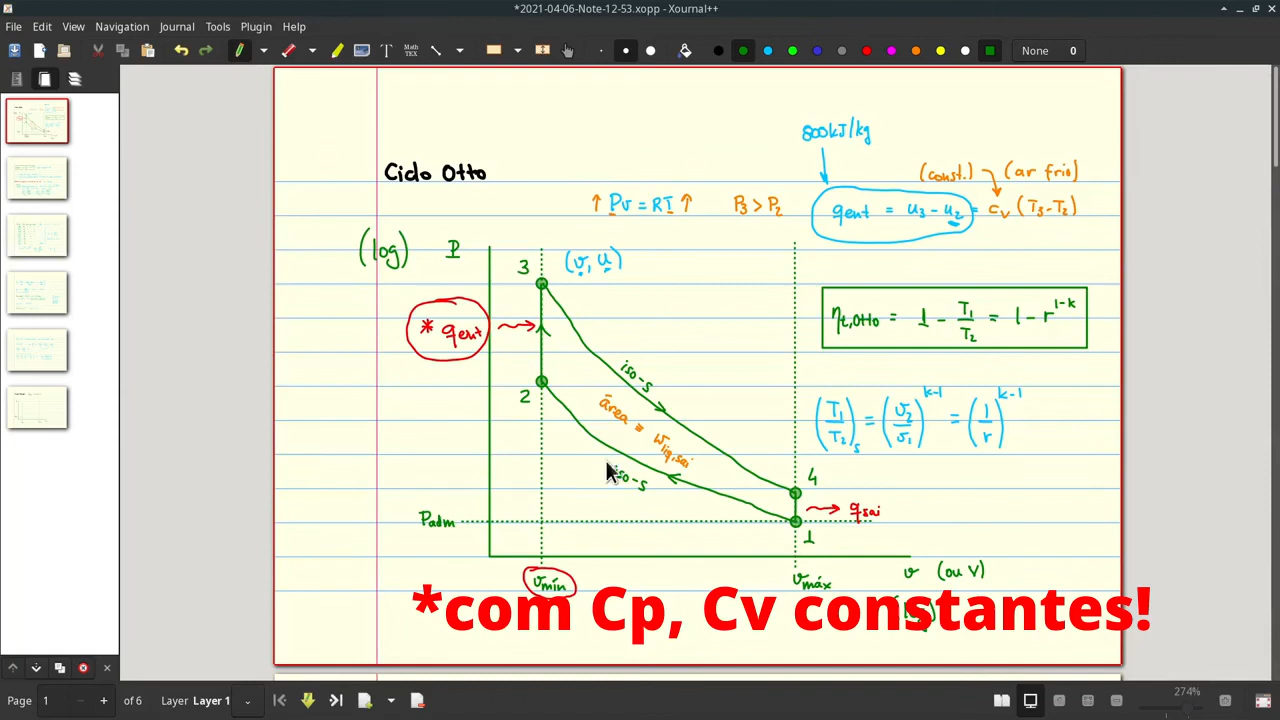 *2021-04-06-Note-12-53.xopp - Xournal++
File Edit View Navigation Journal Tools Plugin Help
Math TEX
None 0
800kJ/kg
Ciclo Otto
(const.) (ar frio)
↑ Pv = RT ↑ P₃ > P₂
qent = u₃ - u₂ = cv (T₃-T₂)
(log) P
3 (v, u)
* qent
ηt,Otto = 1 - T₁/T₂ = 1 - r^(1-k)
iso-s
2
área = wliq,sai
(T₁/T₂)s = (v₂/v₁)^(k-1) = (1/r)^(k-1)
iso-s
4
qsai
Padm
1
vmín
vmáx
v (ou V)
*com Cp, Cv constantes!
Page 1 of 6 Layer Layer 1
274%